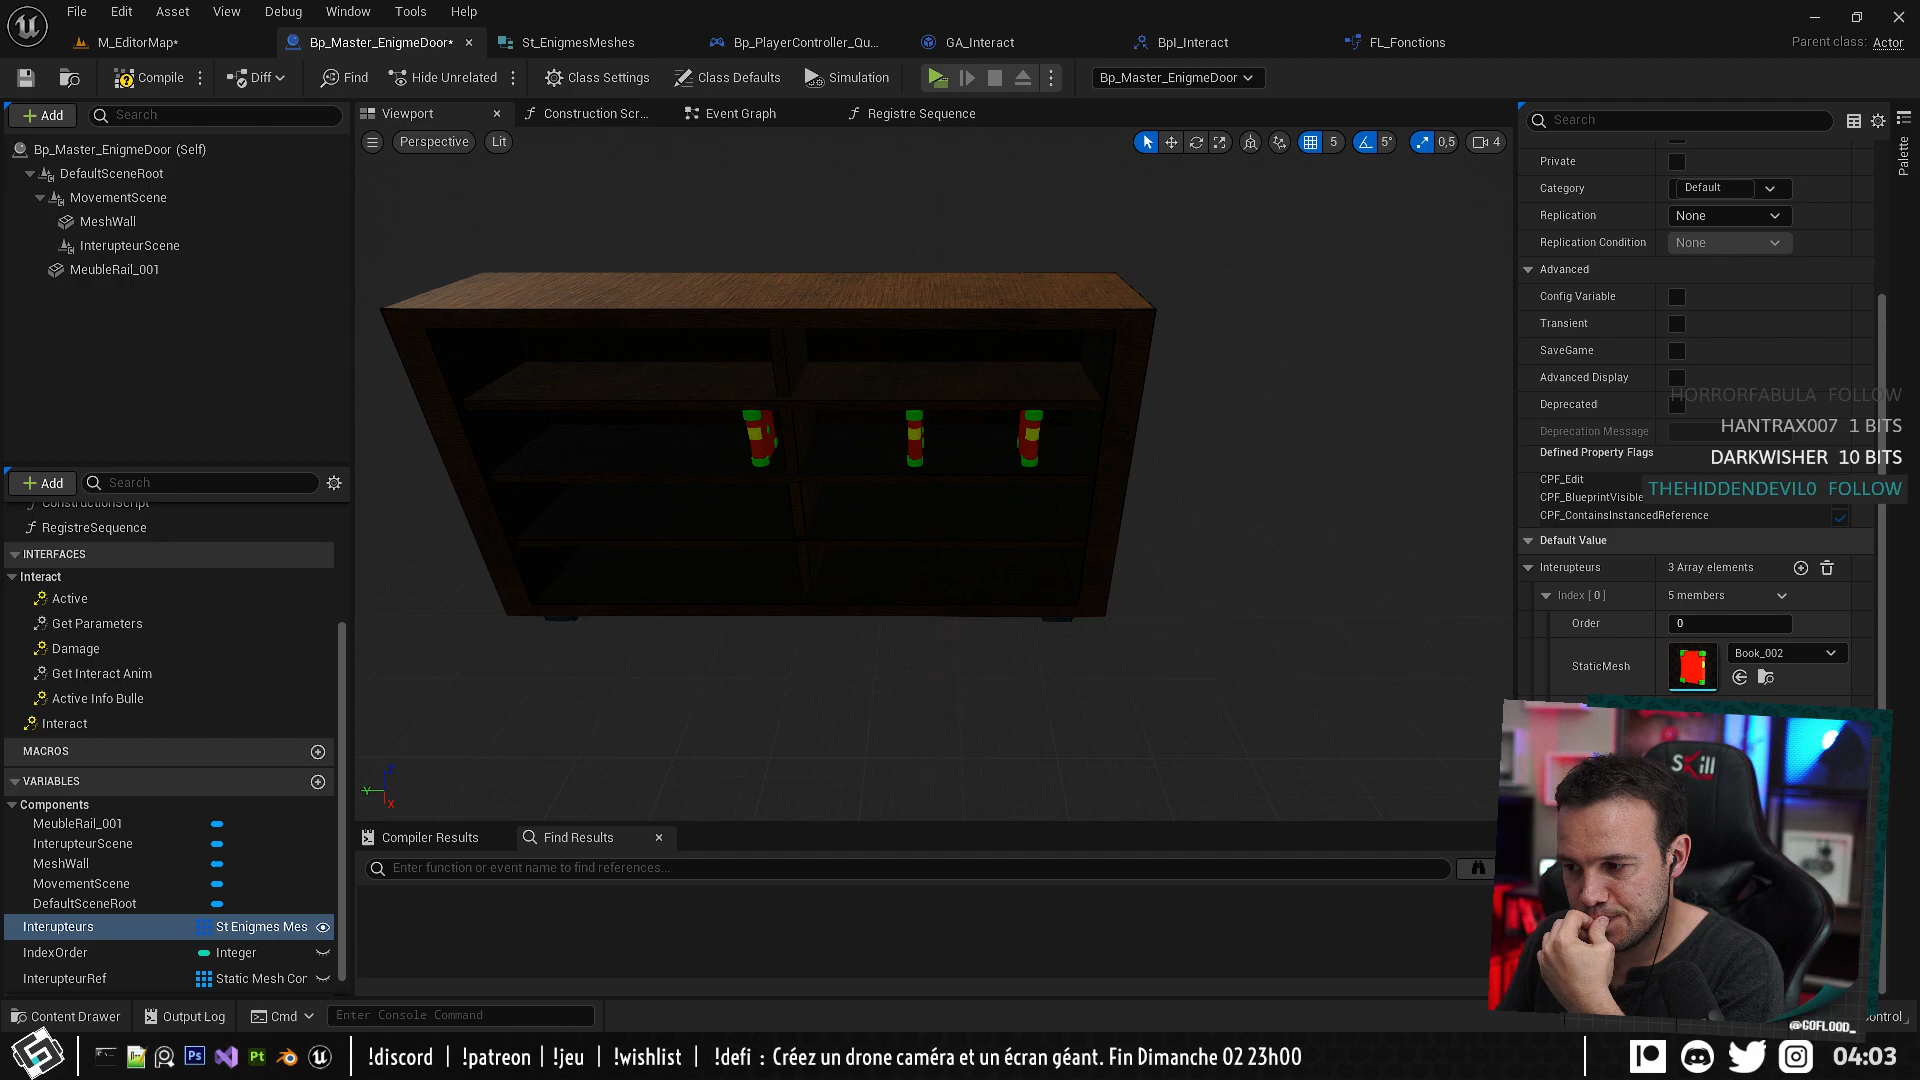 File Edit Asset View Debug Window Tools Help
M_EditorMap*
Bp_Master_EnigmeDoor*
St_EnigmesMeshes
Bp_PlayerController_Qu...
GA_Interact
BpI_Interact
FL_Fonctions
Parent class: Actor
Compile
Diff
Find
Hide Unrelated
Class Settings
Class Defaults
Simulation
Bp_Master_EnigmeDoor
Add
Search
Viewport
Construction Scr...
Event Graph
Registre Sequence
Search
Palette
Perspective
Lit
5
5°
0,5
4
Bp_Master_EnigmeDoor (Self)
DefaultSceneRoot
MovementScene
MeshWall
InterupteurScene
MeubleRail_001
Private
Category Default
Replication None
Replication Condition None
Advanced
Config Variable
Transient
SaveGame
Advanced Display
Deprecated
Deprecation Message
Defined Property Flags
CPF_Edit
CPF_BlueprintVisible
CPF_ContainsInstancedReference
HORRORFABULA FOLLOW
HANTRAX007 1 BITS
DARKWISHER 10 BITS
THEHIDDENDEVIL0 FOLLOW
Default Value
Interupteurs 3 Array elements
Index [ 0 ] 5 members
Order 0
StaticMesh Book_002
Add
Search
ConstructionScript
RegistreSequence
INTERFACES
Interact
Active
Get Parameters
Damage
Get Interact Anim
Active Info Bulle
Interact
MACROS
VARIABLES
Components
MeubleRail_001
InterupteurScene
MeshWall
MovementScene
DefaultSceneRoot
Interupteurs St Enigmes Mes
IndexOrder Integer
InterupteurRef Static Mesh Cor
Z
Y
X
Compiler Results
Find Results
Enter function or event name to find references...
SKill
Content Drawer
Output Log
Cmd
Enter Console Command
ontrol
@GOFLOOD_
Ps
Pt
!discord | !patreon | !jeu | !wishlist | !defi : Créez un drone caméra et un écran géant. Fin Dimanche 02 23h00
04:03